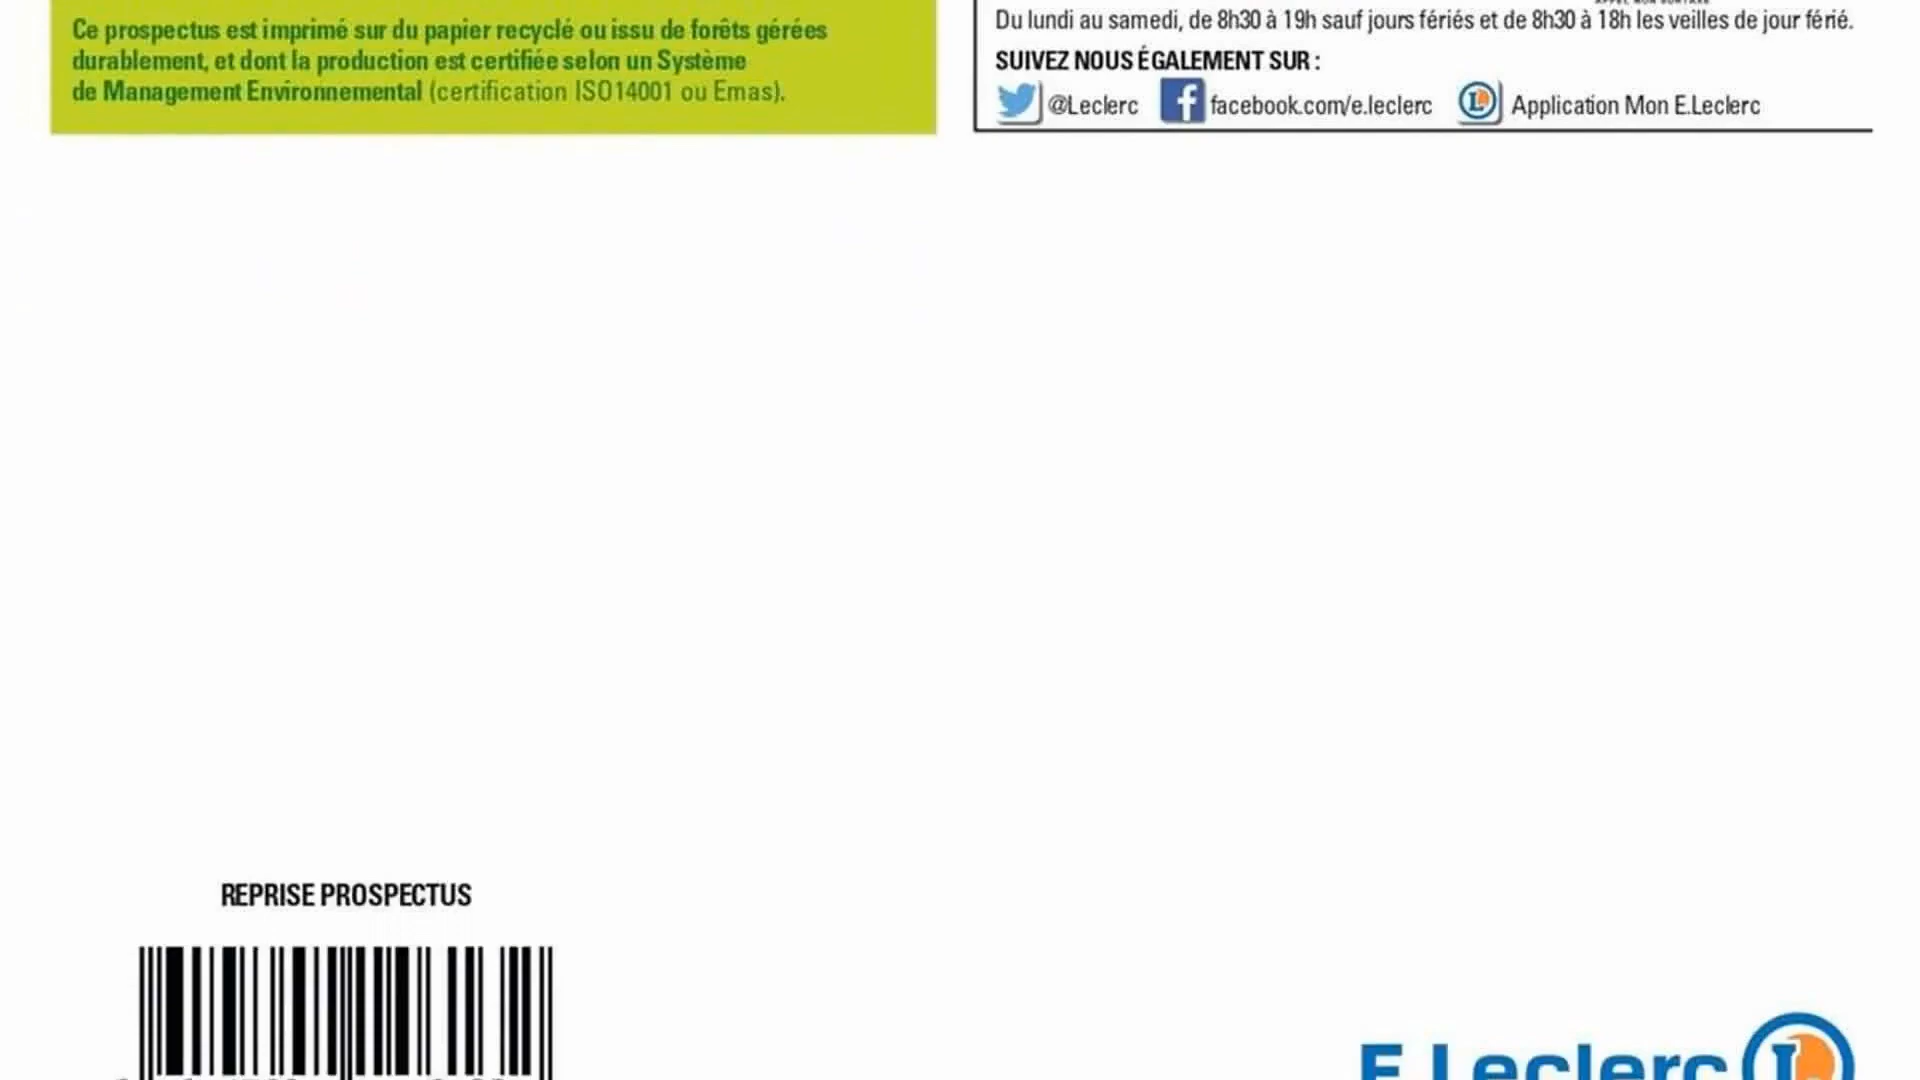 Ce prospectus est imprimé sur du papier recyclé ou issu de forêts gérées
durablement, et dont la production est certifiée selon un Système
de Management Environnemental (certification ISO14001 ou Emas).
Du lundi au samedi, de 8h30 à 19h sauf jours fériés et de 8h30 à 18h les veilles de jour férié.
SUIVEZ NOUS ÉGALEMENT SUR :
@Leclerc facebook.com/e.leclerc Application Mon E.Leclerc
REPRISE PROSPECTUS
E.Leclerc L